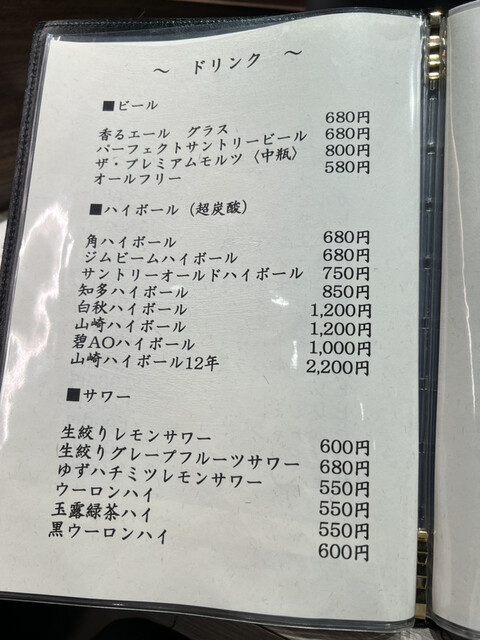 ～ ドリンク ～
■ビール
香るエール グラス 680円
パーフェクトサントリービール 680円
ザ・プレミアムモルツ〈中瓶〉 800円
オールフリー 580円
■ハイボール（超炭酸）
角ハイボール 680円
ジムビームハイボール 680円
サントリーオールドハイボール 750円
知多ハイボール 850円
白秋ハイボール 1,200円
山崎ハイボール 1,200円
碧AOハイボール 1,000円
山崎ハイボール12年 2,200円
■サワー
生絞りレモンサワー 600円
生絞りグレープフルーツサワー 680円
ゆずハチミツレモンサワー 550円
ウーロンハイ 550円
玉露緑茶ハイ 550円
黒ウーロンハイ 600円